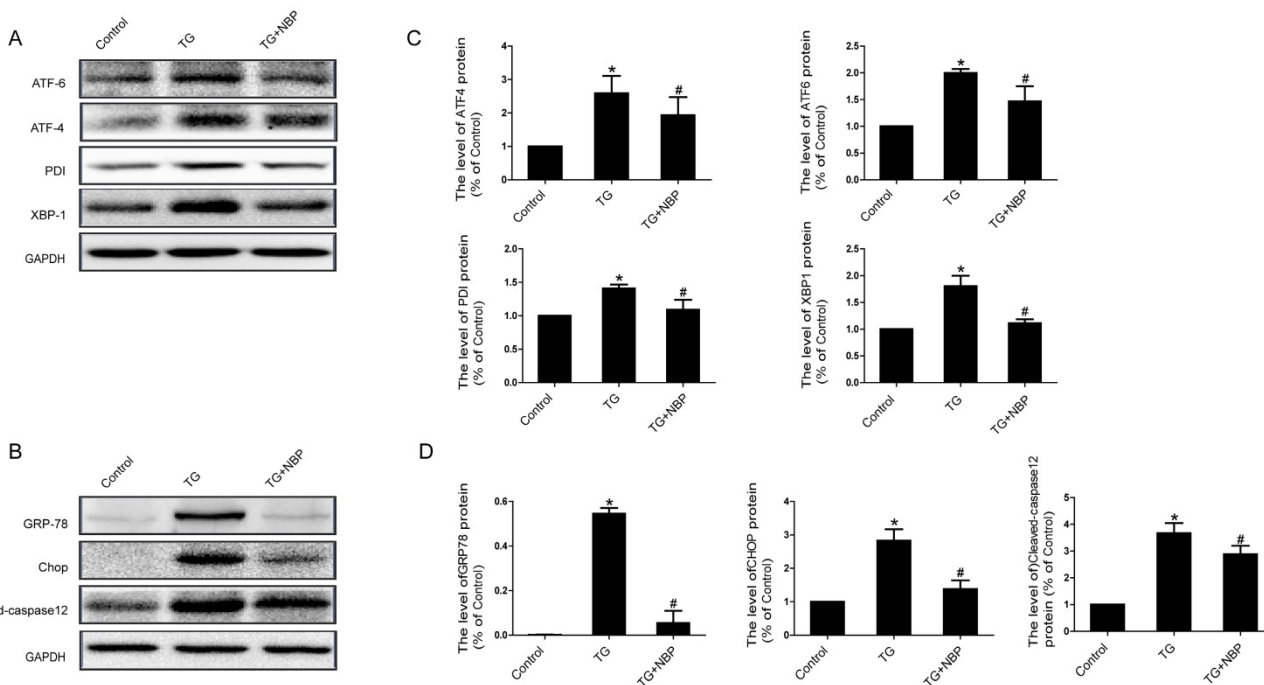 A
Control
TG
TG+NBP
ATF-6
ATF-4
PDI
XBP-1
GAPDH
C
The level of ATF4 protein
(% of Control)
4
3
2
1
0
*
#
Control
TG
TG+NBP
The level of ATF6 protein
(% of Control)
2.5
2.0
1.5
1.0
0.5
0.0
*
#
Control
TG
TG+NBP
The level of PDI protein
(% of Control)
2.0
1.5
1.0
0.5
0.0
*
#
Control
TG
TG+NBP
The level of XBP1 protein
(% of Control)
2.5
2.0
1.5
1.0
0.5
0.0
*
#
Control
TG
TG+NBP
B
Control
TG
TG+NBP
GRP-78
Chop
d-caspase12
GAPDH
D
The level ofGRP78 protein
(% of Control)
0.6
0.4
0.2
0.0
*
#
Control
TG
TG+NBP
The level ofCHOP protein
(% of Control)
4
3
2
1
0
*
#
Control
TG
TG+NBP
The level of)Cleaved-caspase12
protein (% of Control)
5
4
3
2
1
0
*
#
Control
TG
TG+NBP